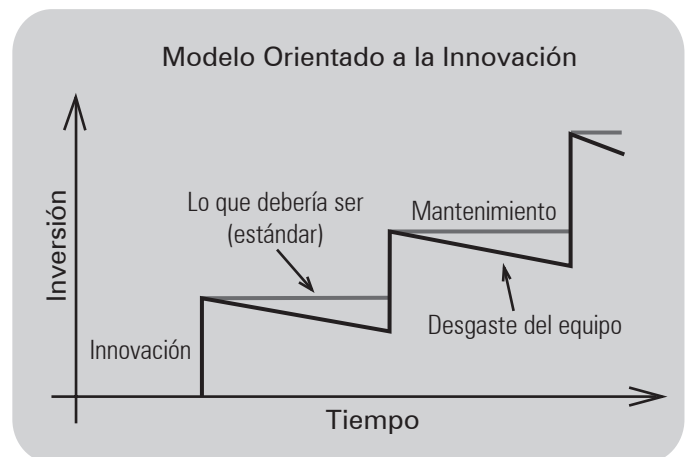 Modelo Orientado a la Innovación
Inversión
Lo que debería ser
(estándar)
Mantenimiento
Desgaste del equipo
Innovación
Tiempo